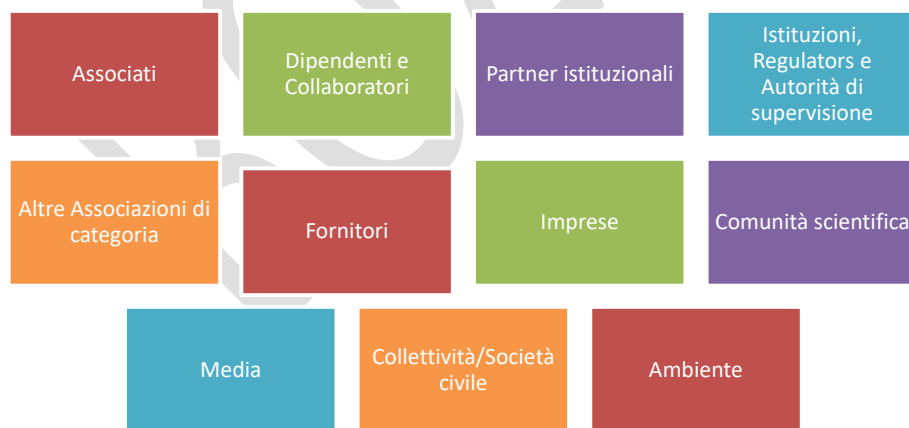 Associati
Dipendenti e
Collaboratori
Partner istituzionali
Istituzioni,
Regulators e
Autorità di
supervisione
Altre Associazioni di
categoria
Fornitori
Imprese
Comunità scientifica
Media
Collettività/Società
civile
Ambiente